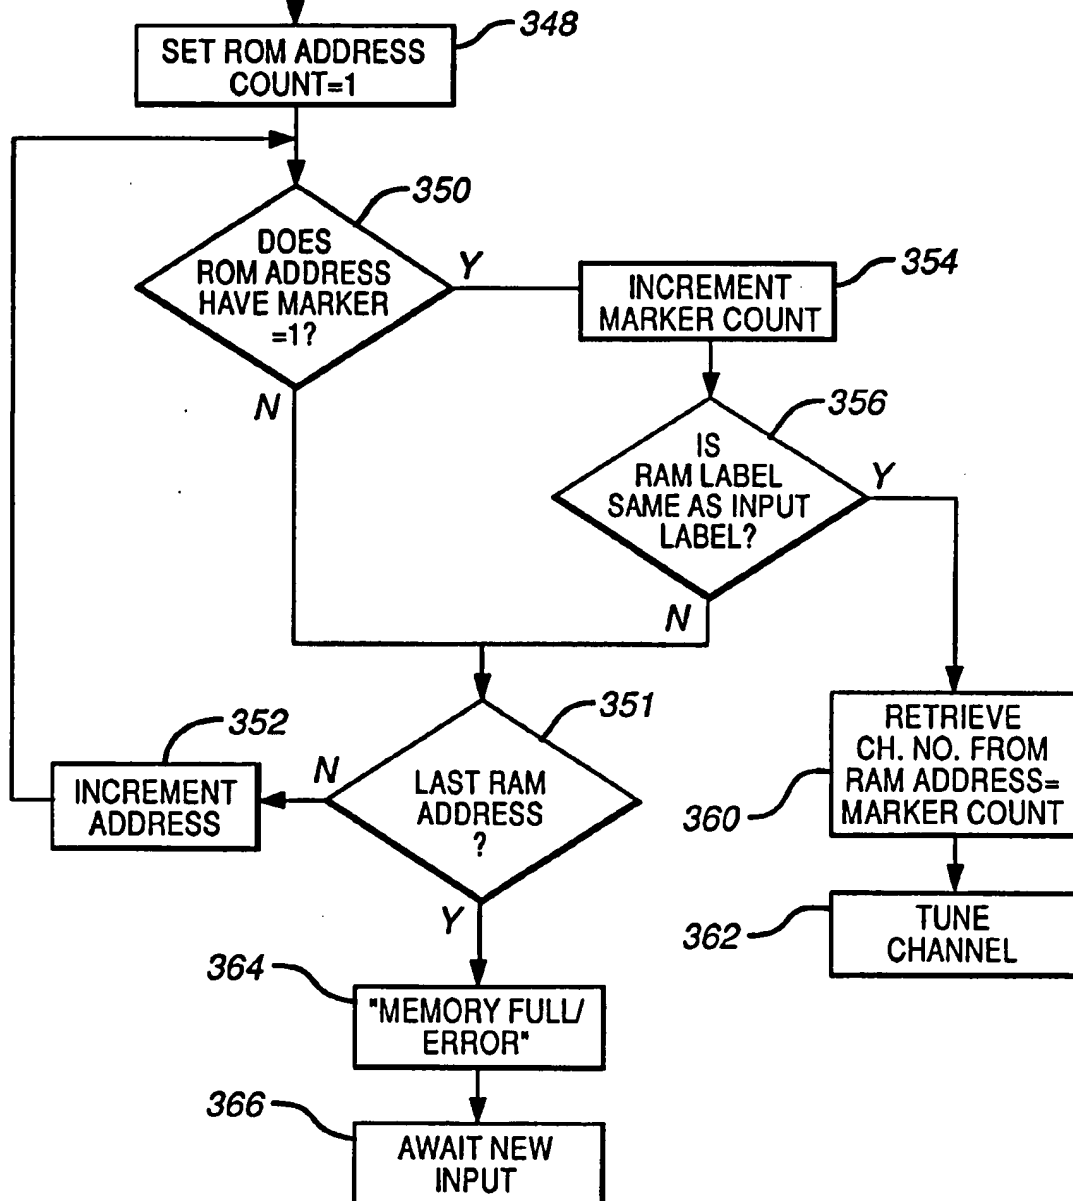 348
SET ROM ADDRESS
COUNT=1
350
DOES
ROM ADDRESS
HAVE MARKER
=1?
Y
N
354
INCREMENT
MARKER COUNT
356
IS
RAM LABEL
SAME AS INPUT
LABEL?
Y
N
351
LAST RAM
ADDRESS
?
N
Y
352
INCREMENT
ADDRESS
360
RETRIEVE
CH. NO. FROM
RAM ADDRESS=
MARKER COUNT
362
TUNE
CHANNEL
364
"MEMORY FULL/
ERROR"
366
AWAIT NEW
INPUT